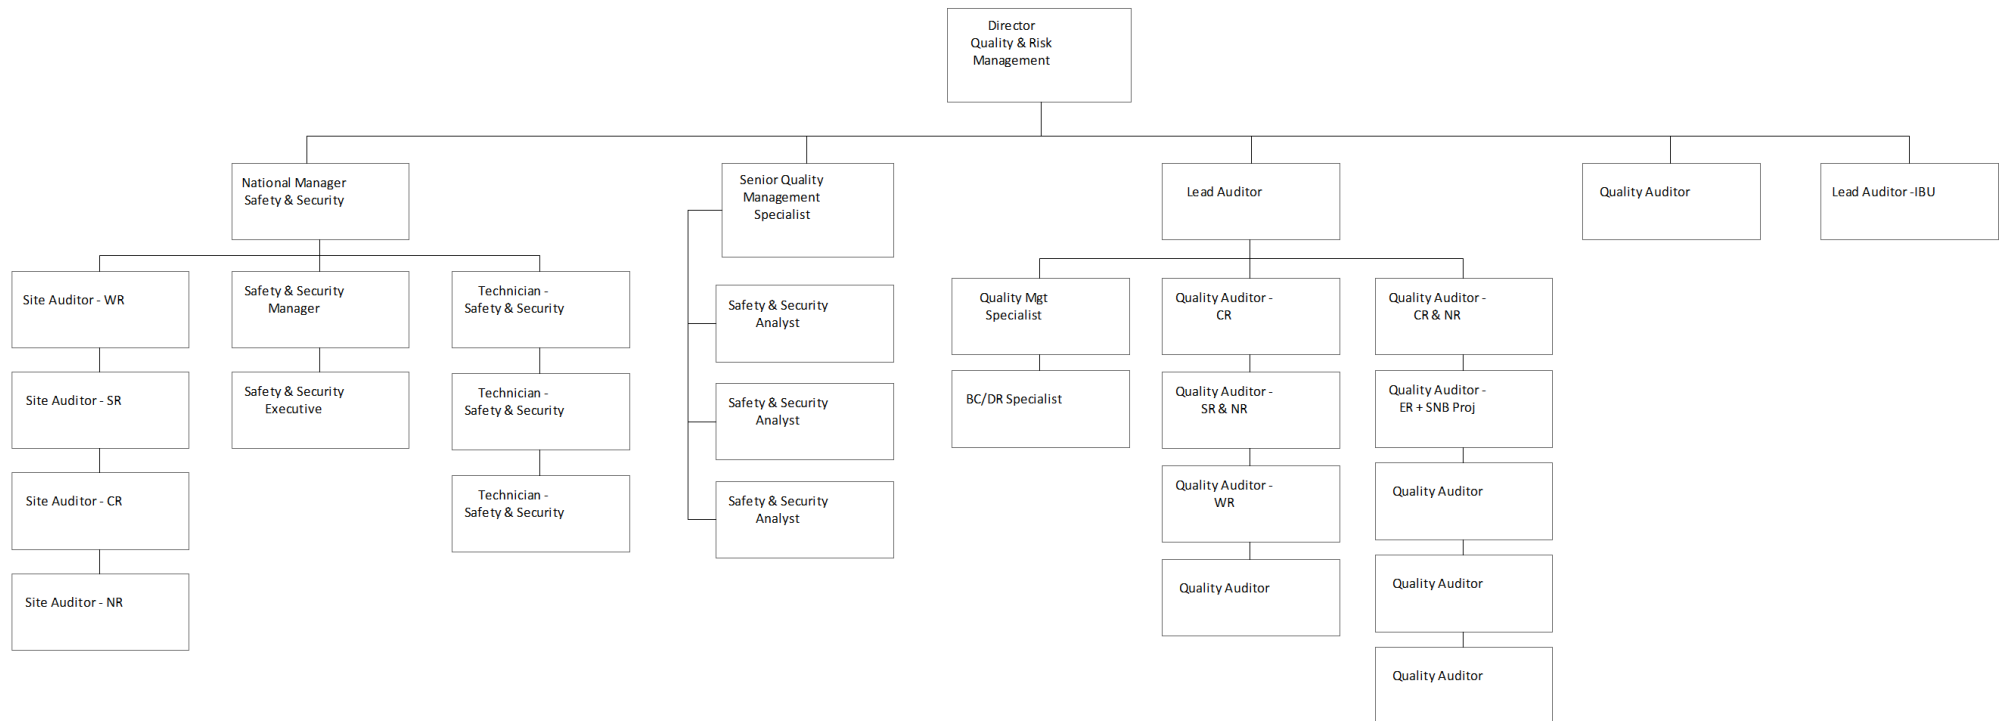 Director
Quality & Risk
Management
National Manager
Safety & Security
Senior Quality
Management
Specialist
Lead Auditor
Quality Auditor
Lead Auditor -IBU
Site Auditor - WR
Safety & Security
Manager
Technician -
Safety & Security
Safety & Security
Analyst
Quality Mgt
Specialist
Quality Auditor -
CR
Quality Auditor -
CR & NR
Site Auditor - SR
Safety & Security
Executive
Technician -
Safety & Security
Safety & Security
Analyst
BC/DR Specialist
Quality Auditor -
SR & NR
Quality Auditor -
ER + SNB Proj
Site Auditor - CR
Technician -
Safety & Security
Safety & Security
Analyst
Quality Auditor -
WR
Quality Auditor
Site Auditor - NR
Quality Auditor
Quality Auditor
Quality Auditor